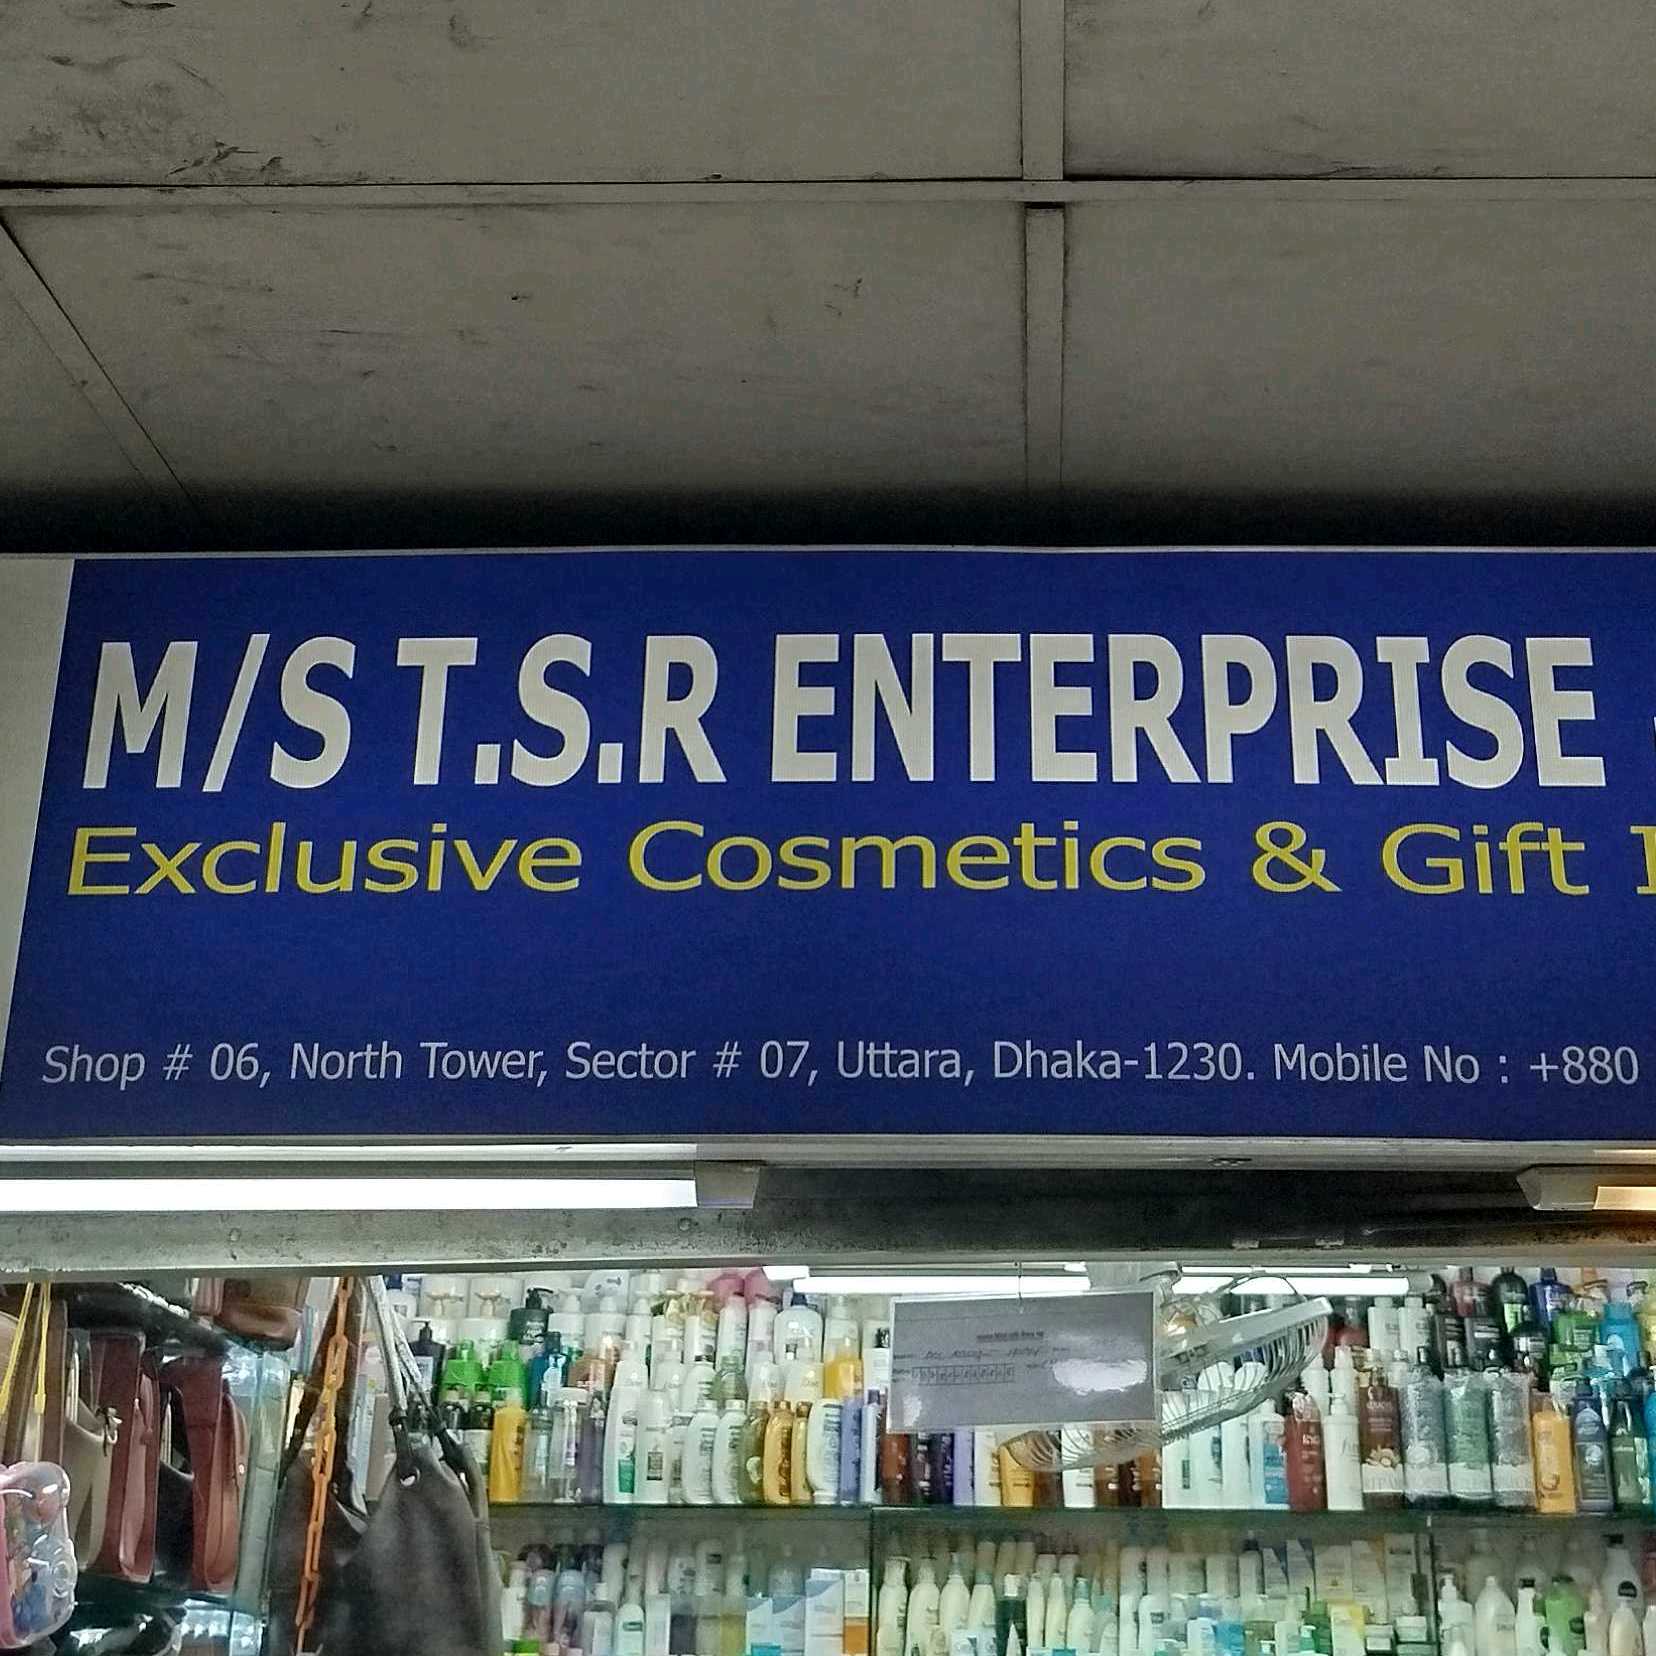 M/S T.S.R ENTERPRISE
Exclusive Cosmetics & Gift
Shop # 06, North Tower, Sector # 07, Uttara, Dhaka-1230. Mobile No : +880